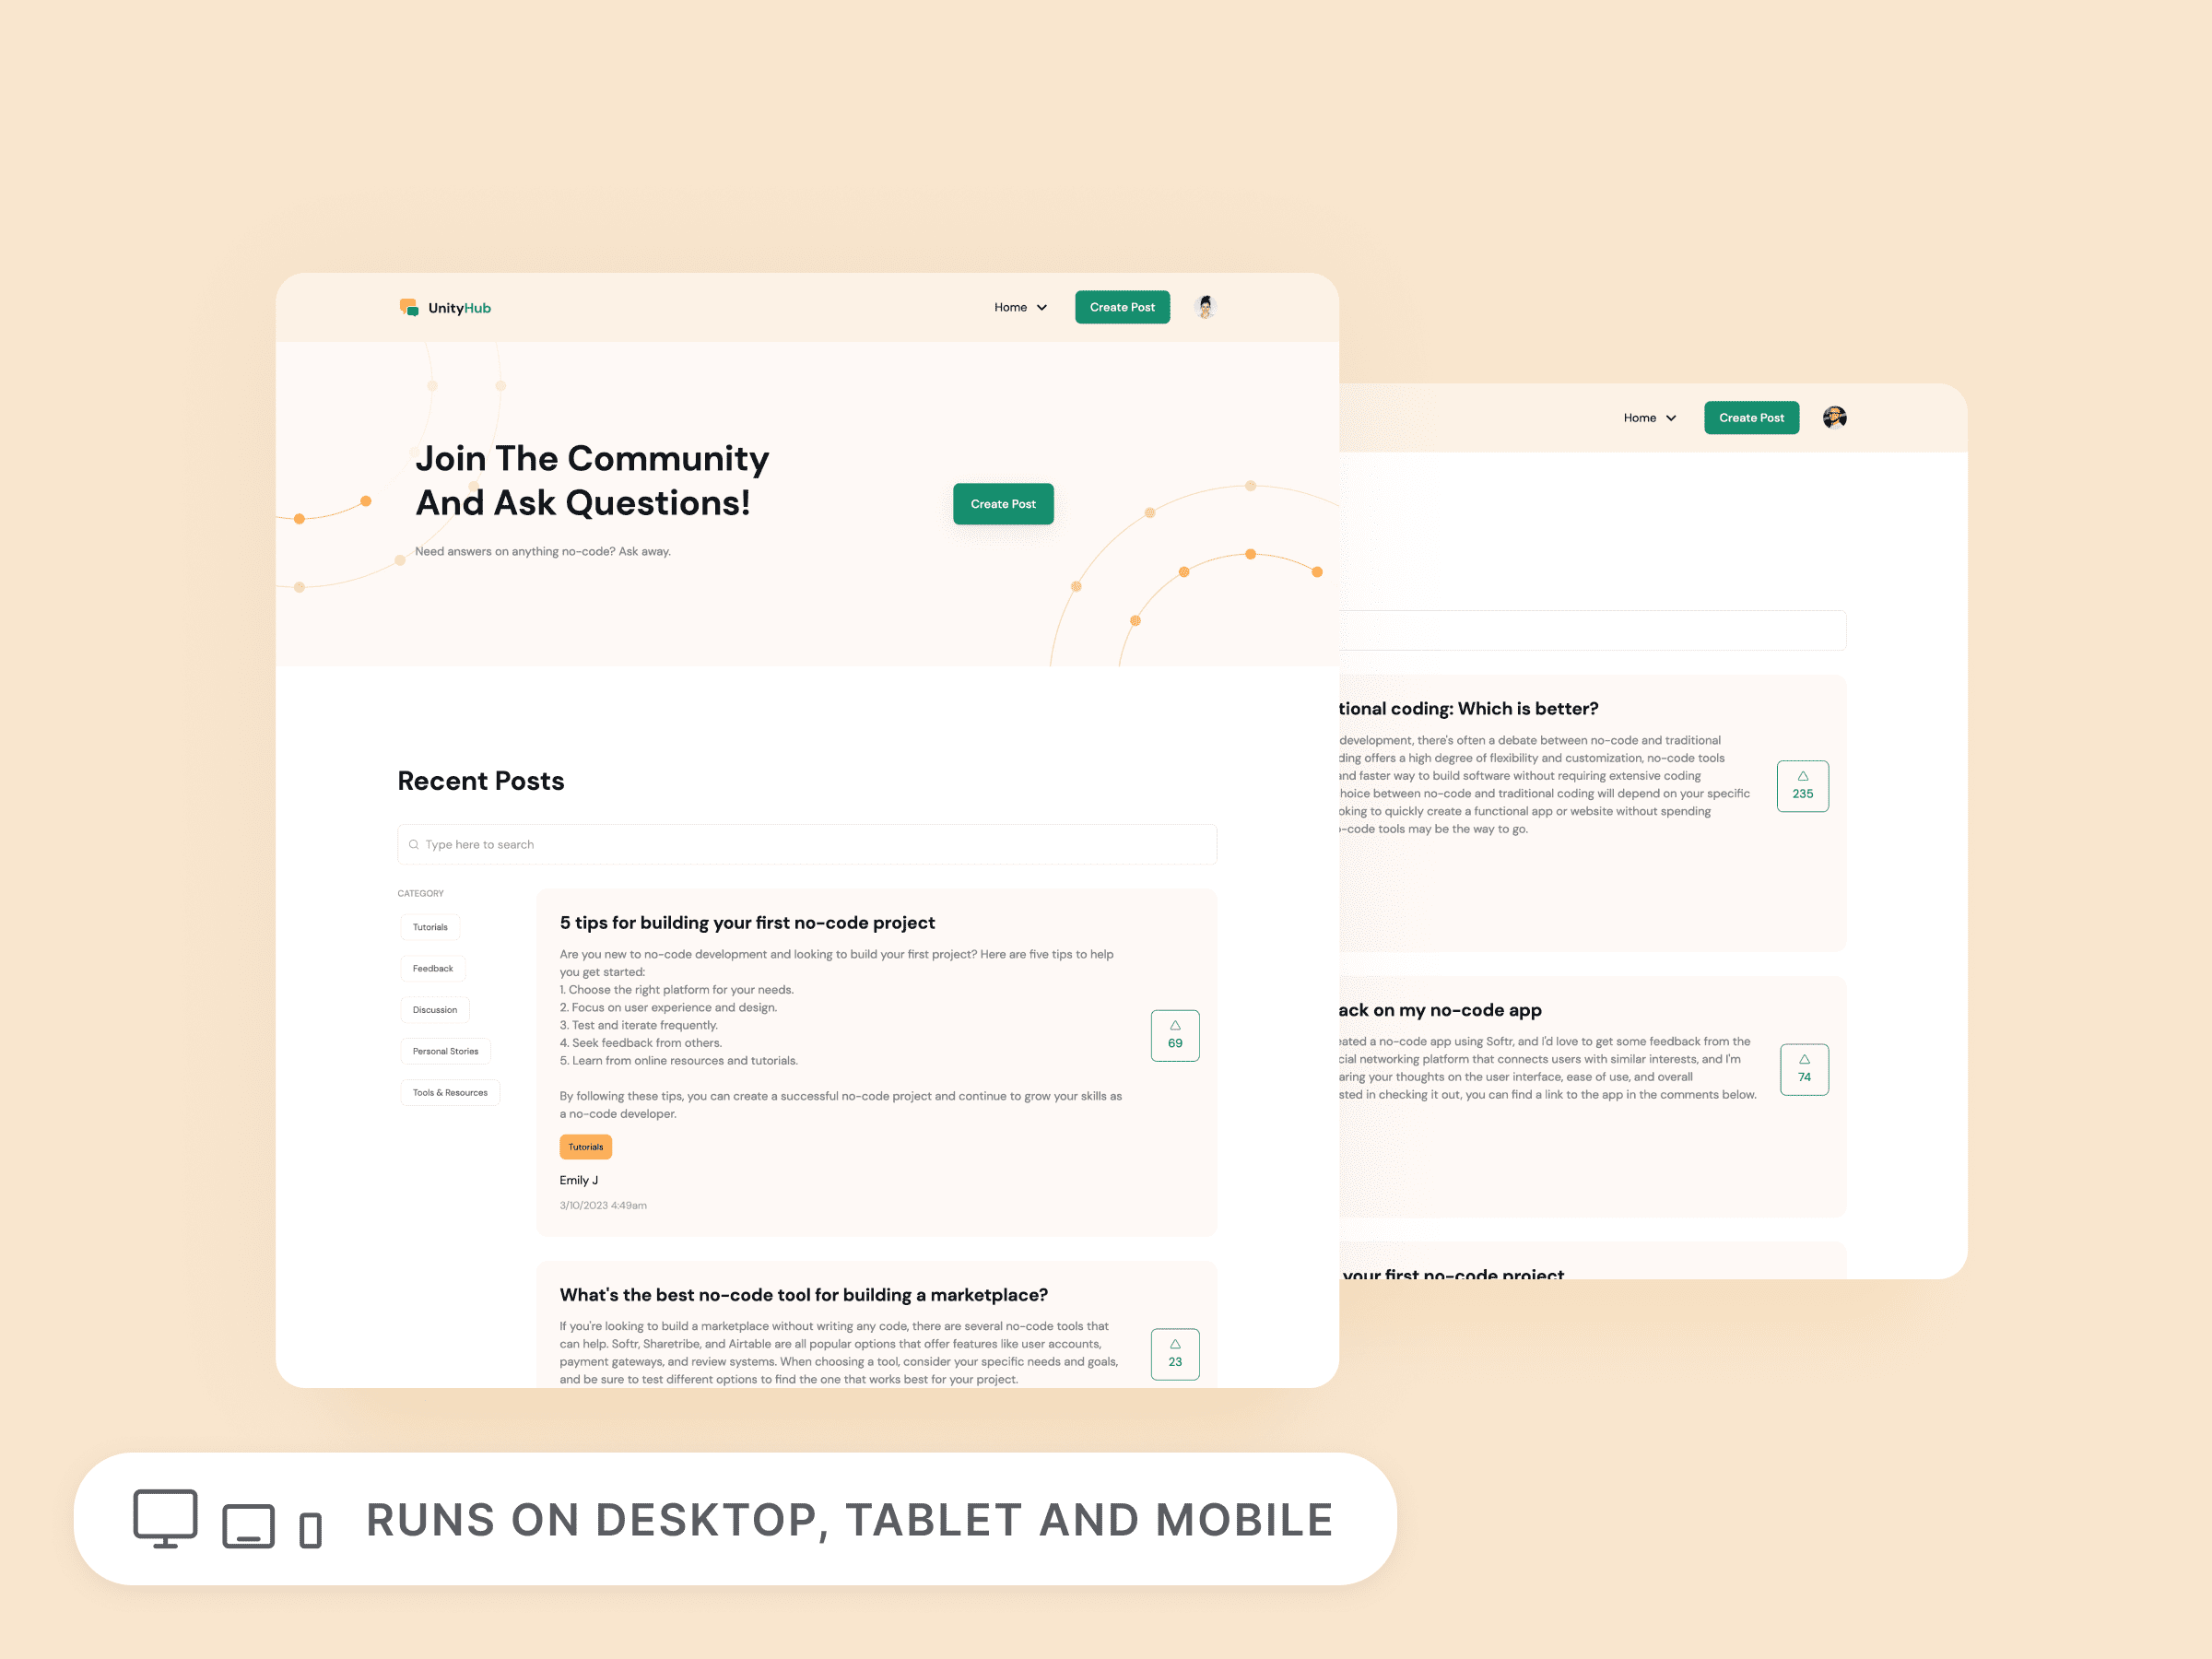 UnityHub
Home
Create Post
Join The Community
And Ask Questions!
Need answers on anything no-code? Ask away.
Create Post
Recent Posts
Type here to search
CATEGORY
Tutorials
Feedback
Discussion
Personal Stories
Tools & Resources
5 tips for building your first no-code project
Are you new to no-code development and looking to build your first project? Here are five tips to help
you get started:
1. Choose the right platform for your needs.
2. Focus on user experience and design.
3. Test and iterate frequently.
4. Seek feedback from others.
5. Learn from online resources and tutorials.
By following these tips, you can create a successful no-code project and continue to grow your skills as
a no-code developer.
Tutorials
Emily J
3/10/2023 4:49am
69
What's the best no-code tool for building a marketplace?
If you're looking to build a marketplace without writing any code, there are several no-code tools that
can help. Softr, Sharetribe, and Airtable are all popular options that offer features like user accounts,
payment gateways, and review systems. When choosing a tool, consider your specific needs and goals,
and be sure to test different options to find the one that works best for your project.
23
Home
Create Post
tional coding: Which is better?
development, there's often a debate between no-code and traditional
ding offers a high degree of flexibility and customization, no-code tools
and faster way to build software without requiring extensive coding
hoice between no-code and traditional coding will depend on your specific
oking to quickly create a functional app or website without spending
-code tools may be the way to go.
235
ack on my no-code app
eated a no-code app using Softr, and I'd love to get some feedback from the
cial networking platform that connects users with similar interests, and I'm
aring your thoughts on the user interface, ease of use, and overall
sted in checking it out, you can find a link to the app in the comments below.
74
your first no-code project
RUNS ON DESKTOP, TABLET AND MOBILE